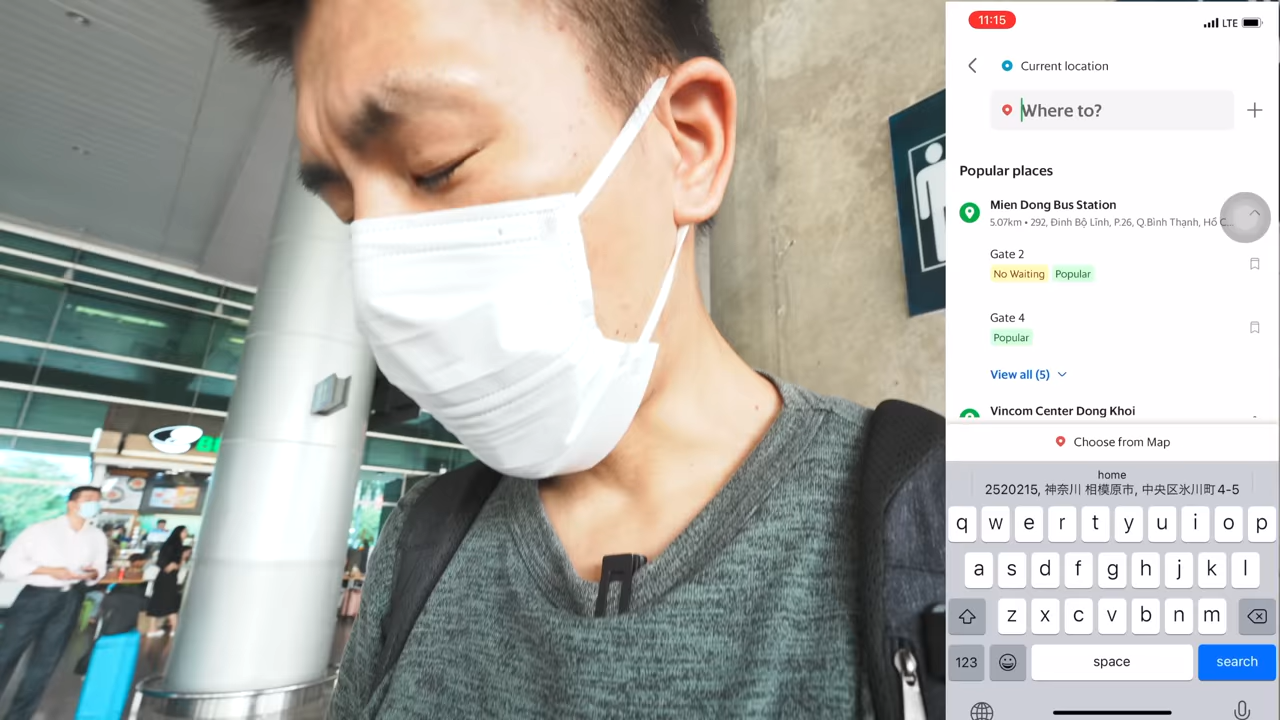 11:15
LTE
Current location
Where to?
Popular places
Mien Dong Bus Station
5.07km • 292, Đinh Bộ Lĩnh, P.26, Q.Bình Thạnh, Hồ C...
Gate 2
No Waiting
Popular
Gate 4
Popular
View all (5)
Vincom Center Dong Khoi
Choose from Map
home
2520215, 神奈川 相模原市, 中央区氷川町4-5
q w e r t y u i o p
a s d f g h j k l
z x c v b n m
123
space
search